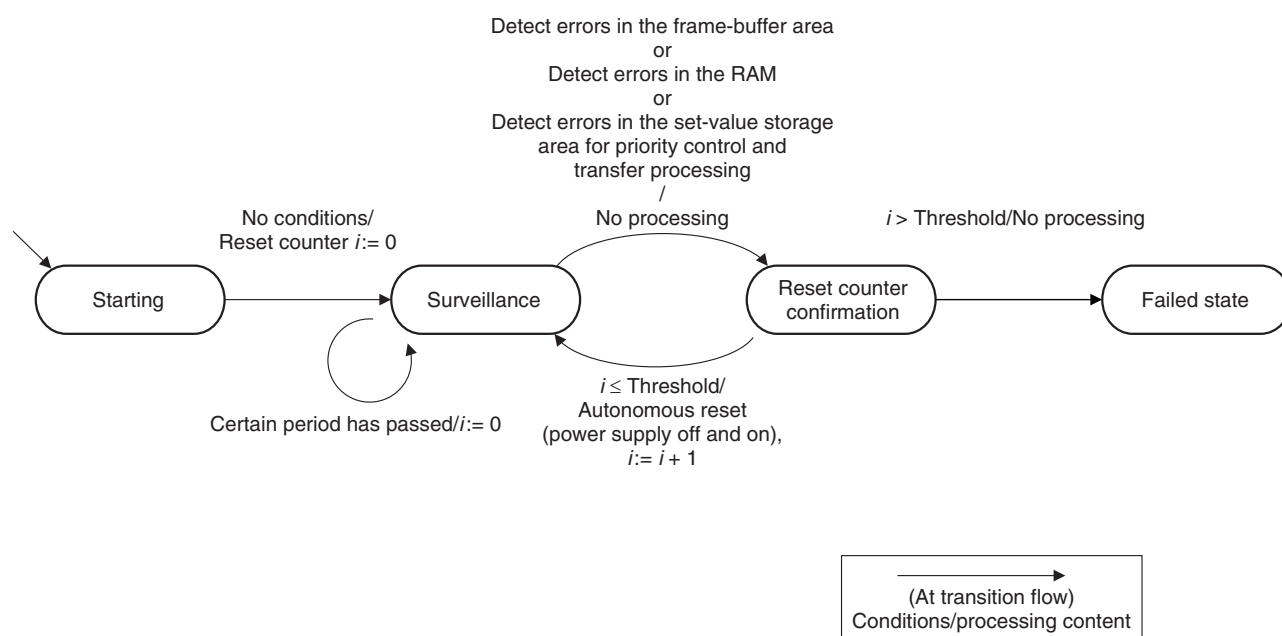 Detect errors in the frame-buffer area
or
Detect errors in the RAM
or
Detect errors in the set-value storage
area for priority control and
transfer processing
/
No processing
No conditions/
Reset counter i:= 0
i > Threshold/No processing
Starting
Surveillance
Reset counter
confirmation
Failed state
Certain period has passed/i:= 0
i ≤ Threshold/
Autonomous reset
(power supply off and on),
i:= i + 1
(At transition flow)
Conditions/processing content